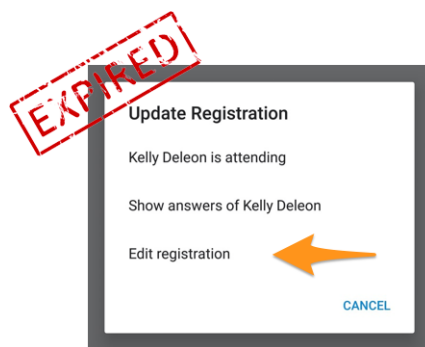 EXPIRED
Update Registration
Kelly Deleon is attending
Show answers of Kelly Deleon
Edit registration
CANCEL